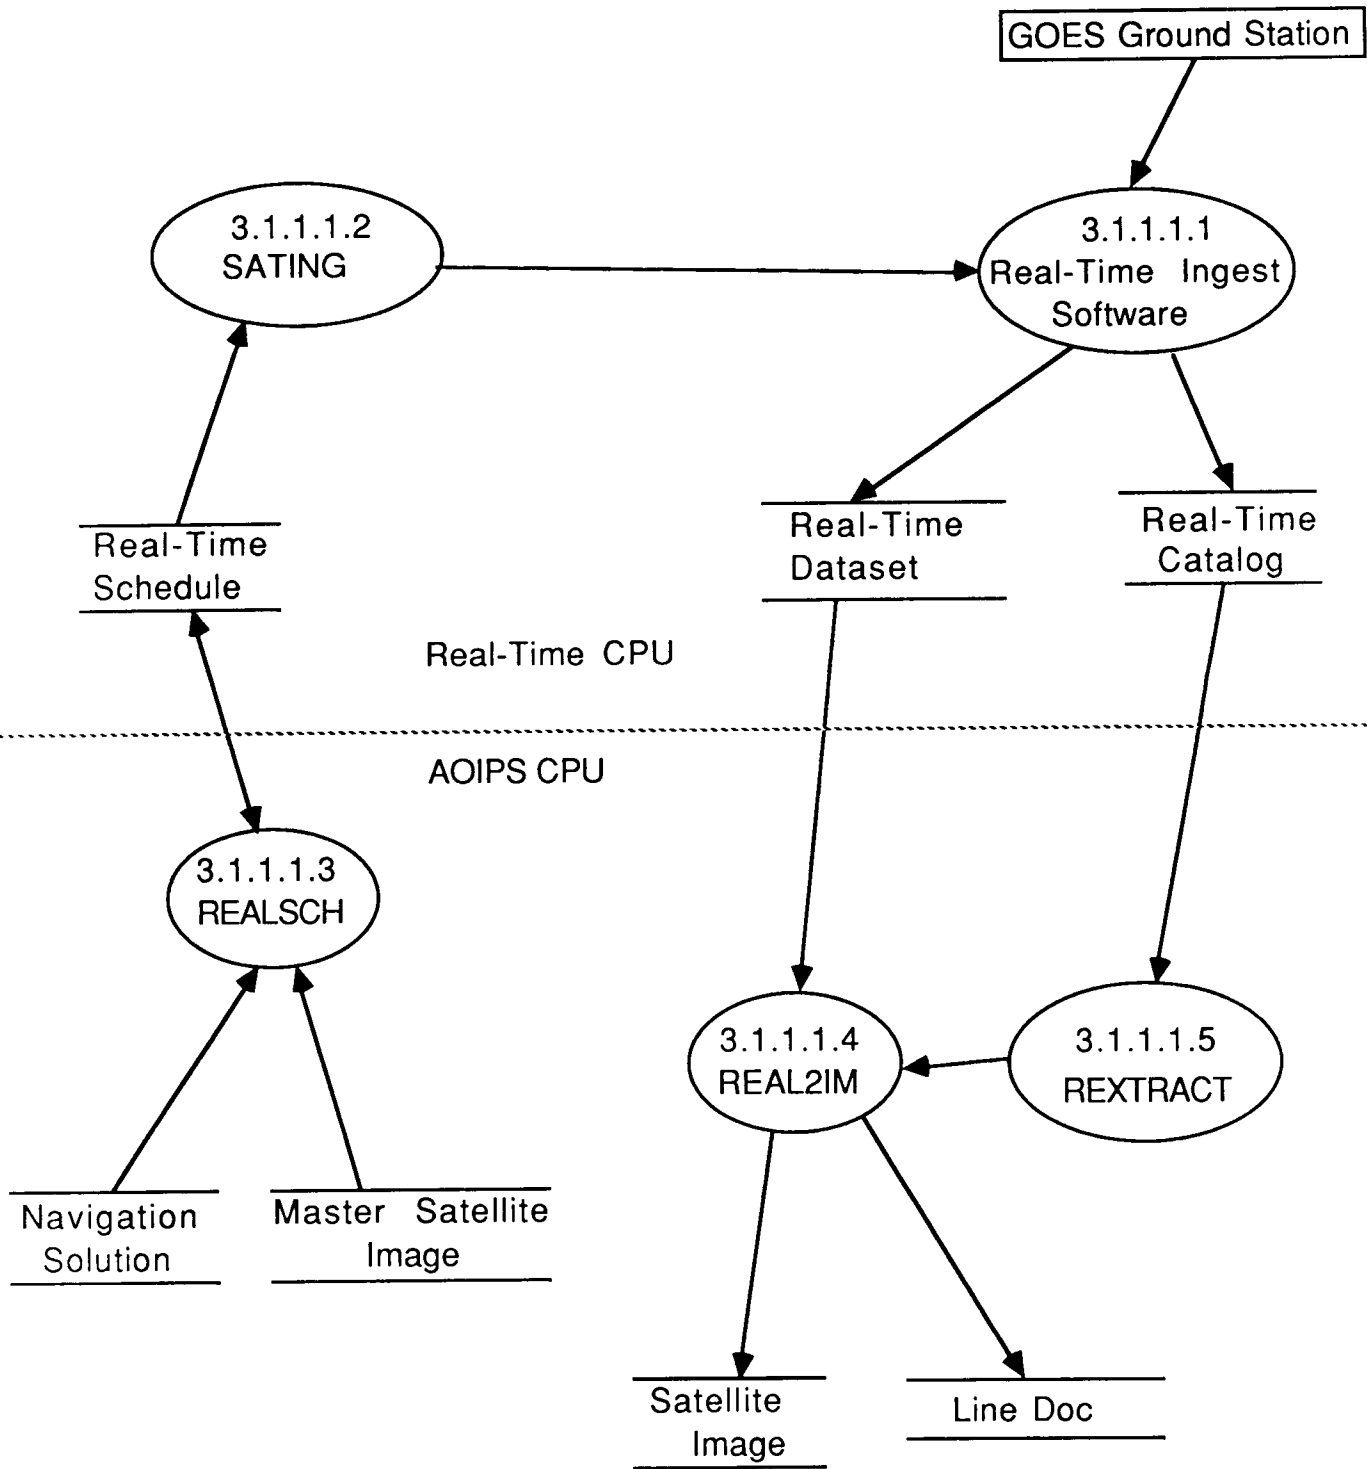 GOES Ground Station
3.1.1.1.2
SATING
3.1.1.1.1
Real-Time Ingest
Software
Real-Time
Schedule
Real-Time
Dataset
Real-Time
Catalog
Real-Time CPU
AOIPS CPU
3.1.1.1.3
REALSCH
3.1.1.1.4
REAL2IM
3.1.1.1.5
REXTRACT
Navigation
Solution
Master Satellite
Image
Satellite
Image
Line Doc